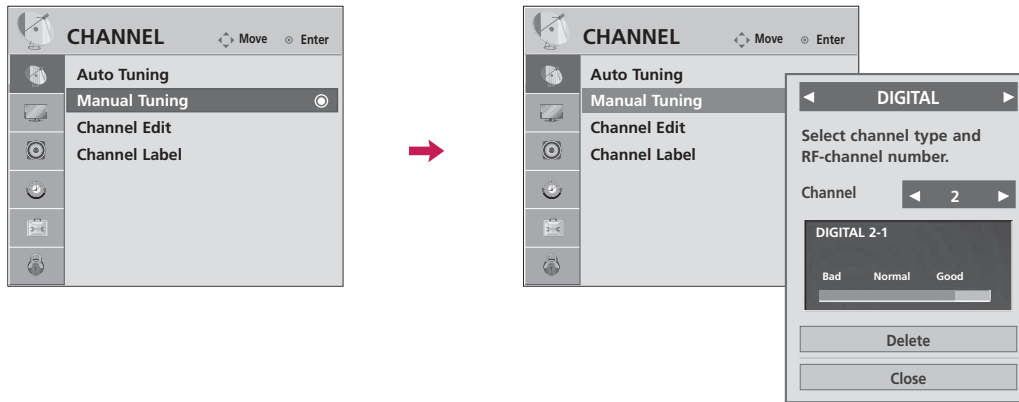 CHANNEL Move Enter
Auto Tuning
Manual Tuning
Channel Edit
Channel Label
CHANNEL Move Enter
Auto Tuning
Manual Tuning
Channel Edit
Channel Label
DIGITAL
Select channel type and
RF-channel number.
Channel 2
DIGITAL 2-1
Bad Normal Good
Delete
Close